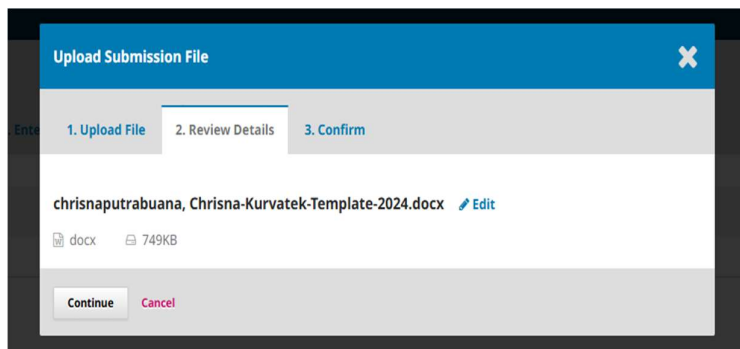 Upload Submission File
. Ente
1. Upload File 2. Review Details 3. Confirm
chrisnaputrabuana, Chrisna-Kurvatek-Template-2024.docx Edit
docx 749KB
Continue Cancel